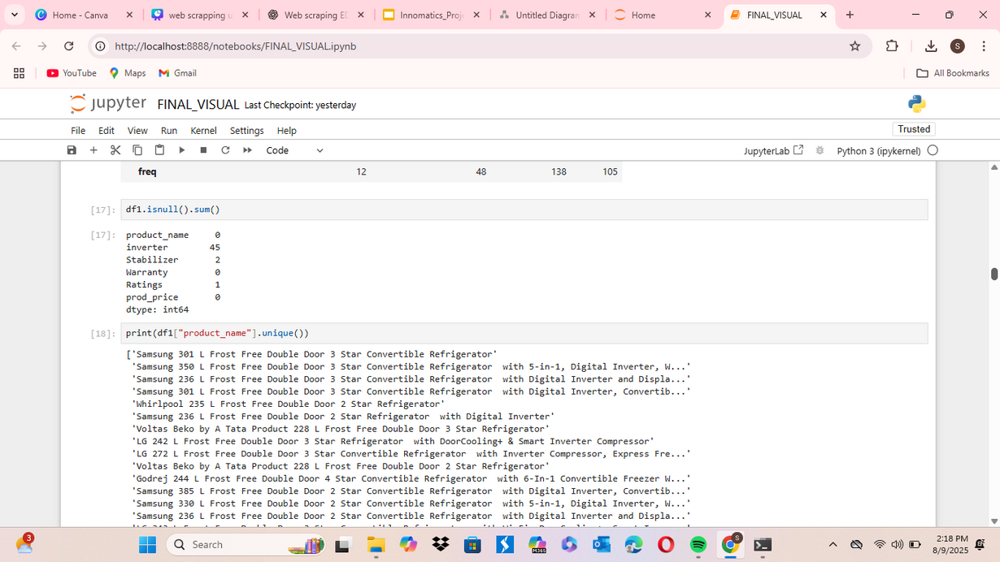 Home - Canva
web scrapping u
Web scraping ED
Innomatics_Proje
Untitled Diagran
Home
FINAL_VISUAL
http://localhost:8888/notebooks/FINAL_VISUAL.ipynb
S
YouTube
Maps
Gmail
All Bookmarks
jupyter FINAL_VISUAL Last Checkpoint: yesterday
File Edit View Run Kernel Settings Help
Trusted
Code
JupyterLab
Python 3 (ipykernel)
freq 12 48 138 105
[17]: df1.isnull().sum()
[17]: product_name 0
inverter 45
Stabilizer 2
Warranty 0
Ratings 1
prod_price 0
dtype: int64
[18]: print(df1["product_name"].unique())
['Samsung 301 L Frost Free Double Door 3 Star Convertible Refrigerator'
'Samsung 350 L Frost Free Double Door 3 Star Convertible Refrigerator  with 5-in-1, Digital Inverter, W...'
'Samsung 236 L Frost Free Double Door 3 Star Convertible Refrigerator  with Digital Inverter and Displa...'
'Samsung 301 L Frost Free Double Door 3 Star Convertible Refrigerator  with Digital Inverter, Convertib...'
'Whirlpool 235 L Frost Free Double Door 2 Star Refrigerator'
'Samsung 236 L Frost Free Double Door 2 Star Refrigerator  with Digital Inverter'
'Voltas Beko by A Tata Product 228 L Frost Free Double Door 3 Star Refrigerator'
'LG 242 L Frost Free Double Door 3 Star Refrigerator  with DoorCooling+ & Smart Inverter Compressor'
'LG 272 L Frost Free Double Door 3 Star Convertible Refrigerator  with Inverter Compressor, Express Fre...'
'Voltas Beko by A Tata Product 228 L Frost Free Double Door 2 Star Refrigerator'
'Godrej 244 L Frost Free Double Door 4 Star Convertible Refrigerator  with 6-In-1 Convertible Freezer W...'
'Samsung 385 L Frost Free Double Door 2 Star Convertible Refrigerator  with Digital Inverter, Convertib...'
'Samsung 330 L Frost Free Double Door 2 Star Convertible Refrigerator  with 5-in-1, Digital Inverter, W...'
'Samsung 236 L Frost Free Double Door 2 Star Convertible Refrigerator  with Digital Inverter and Displa...'
3
Search
M365
S
2:18 PM
8/9/2025